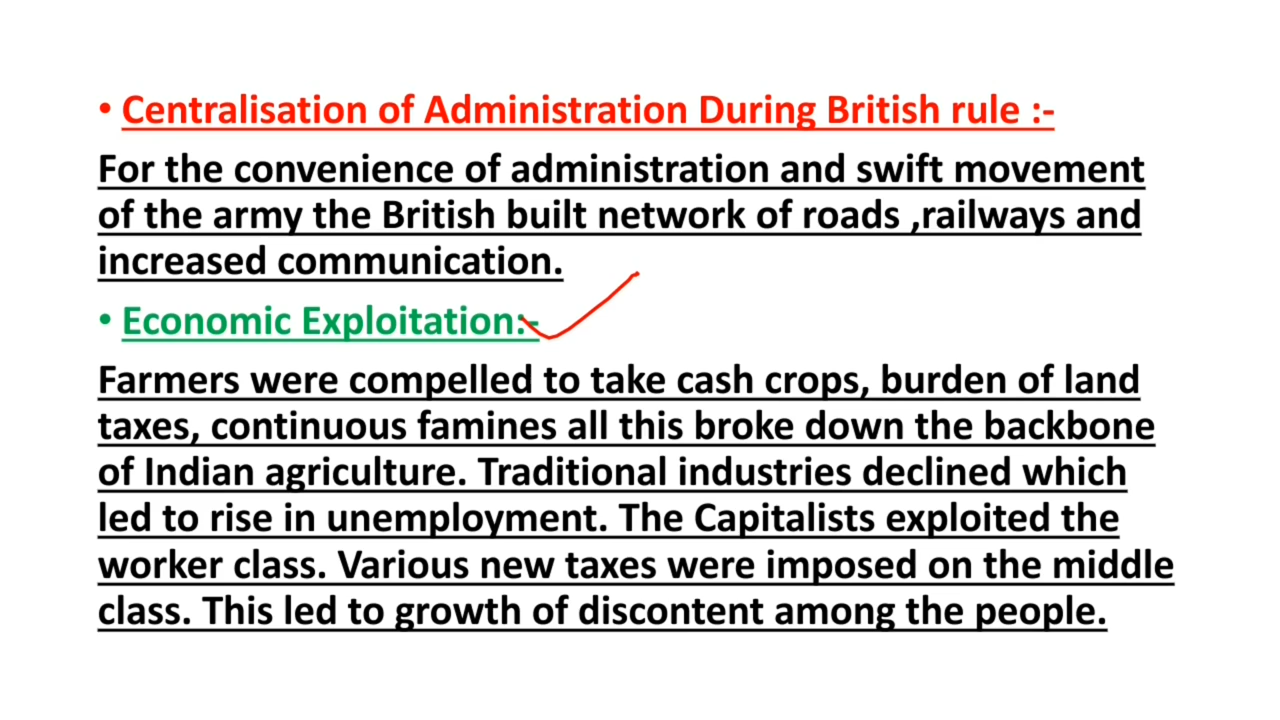 • Centralisation of Administration During British rule :-
For the convenience of administration and swift movement
of the army the British built network of roads ,railways and
increased communication.
• Economic Exploitation:-
Farmers were compelled to take cash crops, burden of land
taxes, continuous famines all this broke down the backbone
of Indian agriculture. Traditional industries declined which
led to rise in unemployment. The Capitalists exploited the
worker class. Various new taxes were imposed on the middle
class. This led to growth of discontent among the people.